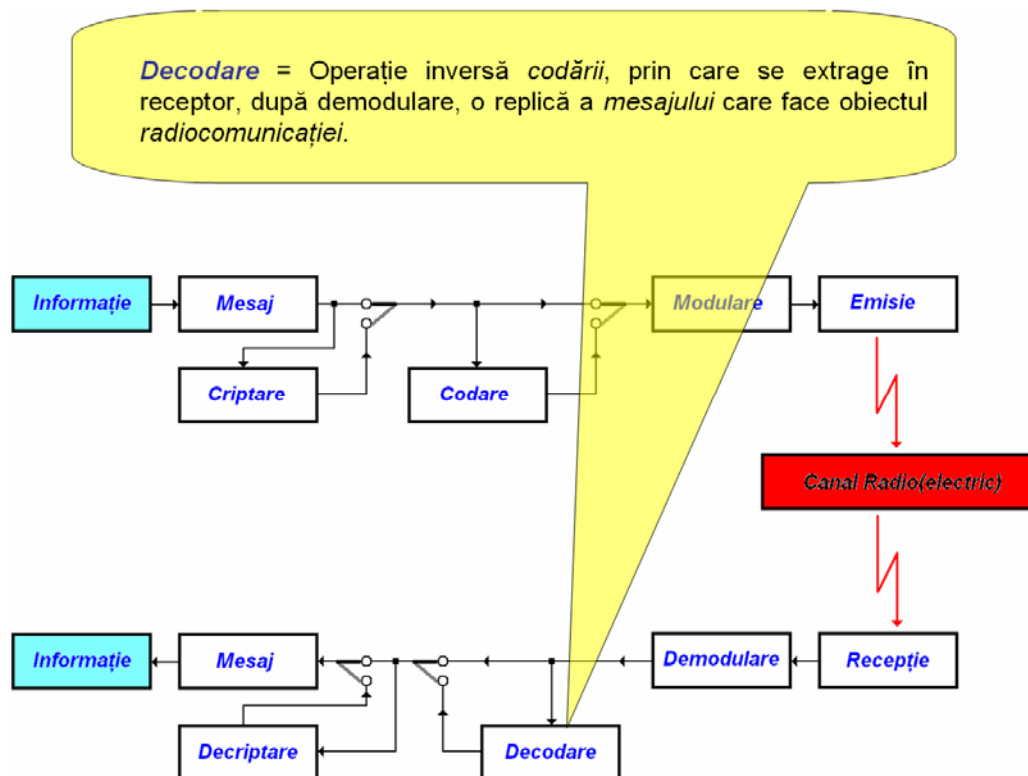 Decodare = Operație inversă codării, prin care se extrage în
receptor, după demodulare, o replică a mesajului care face obiectul
radiocomunicației.
Informație
Mesaj
Modulare
Emisie
Criptare
Codare
Canal Radio(electric)
Informație
Mesaj
Demodulare
Recepție
Decriptare
Decodare